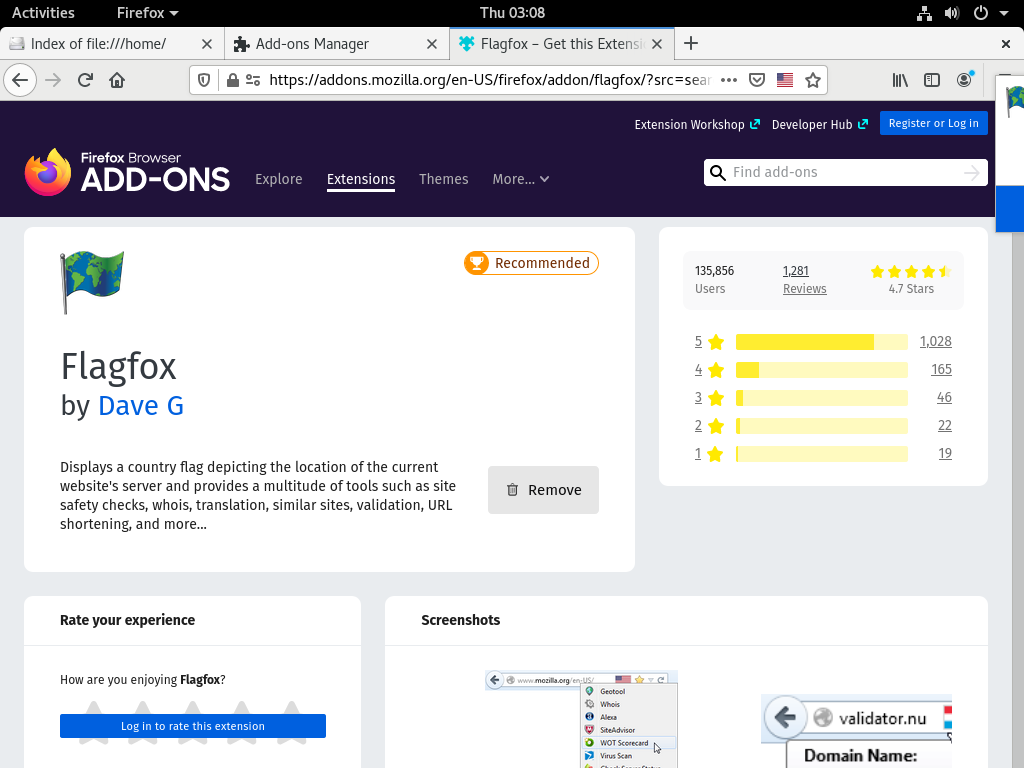 Activities
Firefox
Thu 03:08
Index of file:///home/
Add-ons Manager
Flagfox – Get this Extensi
https://addons.mozilla.org/en-US/firefox/addon/flagfox/?src=sear
Extension Workshop
Developer Hub
Register or Log in
Firefox Browser
ADD-ONS
Explore
Extensions
Themes
More...
Find add-ons
Recommended
Flagfox
by Dave G
Displays a country flag depicting the location of the current
website's server and provides a multitude of tools such as site
safety checks, whois, translation, similar sites, validation, URL
shortening, and more...
Remove
135,856
Users
1,281
Reviews
4.7 Stars
5 1,028
4 165
3 46
2 22
1 19
Rate your experience
How are you enjoying Flagfox?
Log in to rate this extension
Screenshots
www.mozilla.org/en-US/
Geotool
Whois
Alexa
SiteAdvisor
WOT Scorecard
Virus Scan
validator.nu
Domain Name: